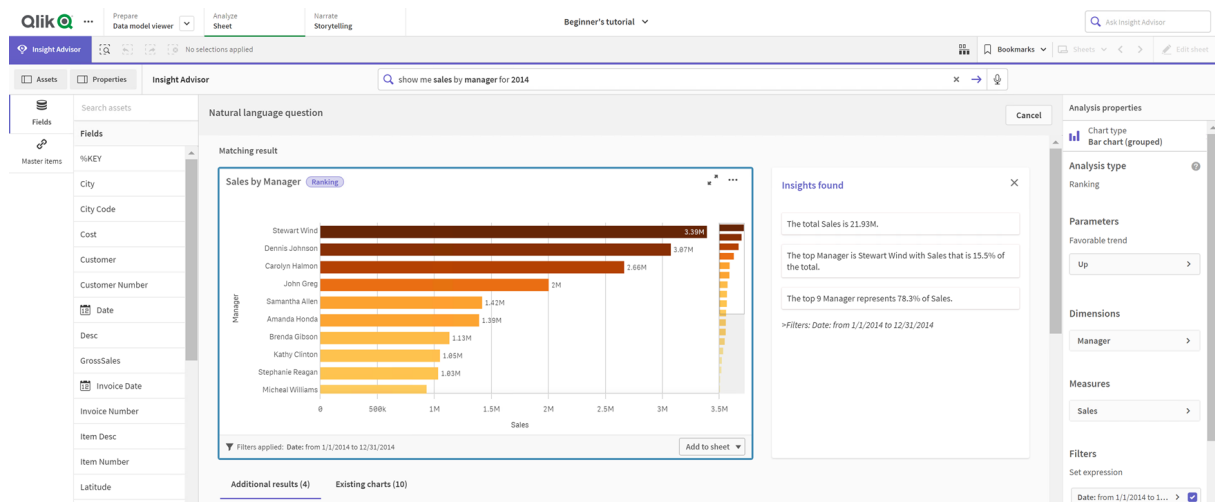 Qlik
Prepare
Data model viewer
Analyze
Sheet
Narrate
Storytelling
Beginner's tutorial
Ask Insight Advisor
Insight Advisor
No selections applied
Bookmarks
Sheets
Edit sheet
Assets
Properties
Insight Advisor
show me sales by manager for 2014
Fields
Master items
Search assets
Fields
%KEY
City
City Code
Cost
Customer
Customer Number
Date
Desc
GrossSales
Invoice Date
Invoice Number
Item Desc
Item Number
Latitude
Natural language question
Cancel
Matching result
Sales by Manager Ranking
Manager
Stewart Wind 3.39M
Dennis Johnson 3.07M
Carolyn Halmon 2.66M
John Greg 2M
Samantha Allen 1.42M
Amanda Honda 1.39M
Brenda Gibson 1.13M
Kathy Clinton 1.05M
Stephanie Reagan 1.03M
Micheal Williams
0 500k 1M 1.5M 2M 2.5M 3M 3.5M
Sales
Filters applied: Date: from 1/1/2014 to 12/31/2014
Add to sheet
Additional results (4)
Existing charts (10)
Insights found
The total Sales is 21.93M.
The top Manager is Stewart Wind with Sales that is 15.5% of
the total.
The top 9 Manager represents 78.3% of Sales.
>Filters: Date: from 1/1/2014 to 12/31/2014
Analysis properties
Chart type
Bar chart (grouped)
Analysis type
Ranking
Parameters
Favorable trend
Up
Dimensions
Manager
Measures
Sales
Filters
Set expression
Date: from 1/1/2014 to 1...